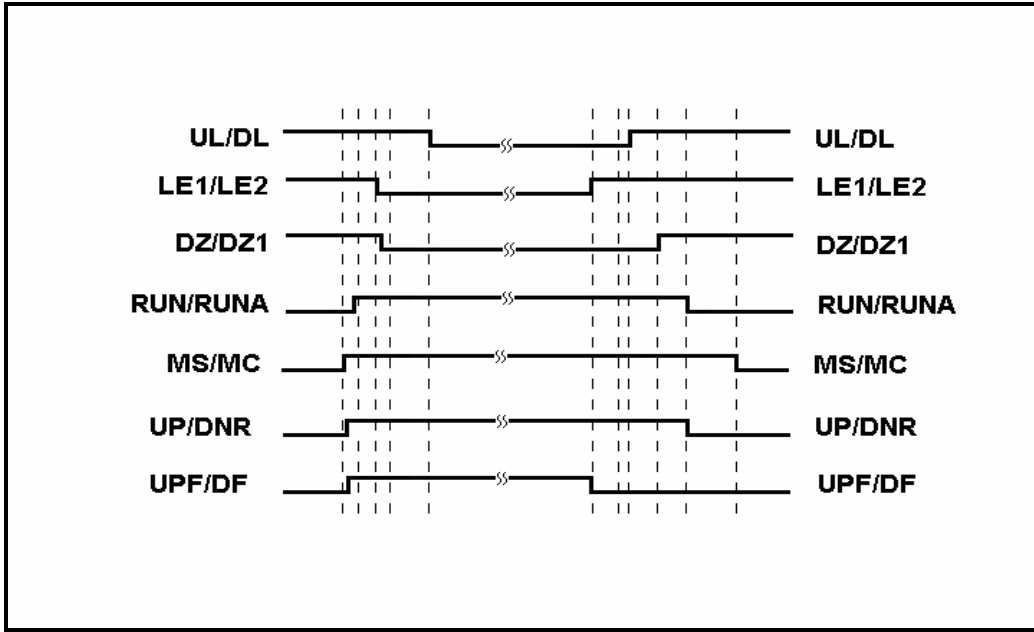 UL/DL UL/DL
LE1/LE2 LE1/LE2
DZ/DZ1 DZ/DZ1
RUN/RUNA RUN/RUNA
MS/MC MS/MC
UP/DNR UP/DNR
UPF/DF UPF/DF